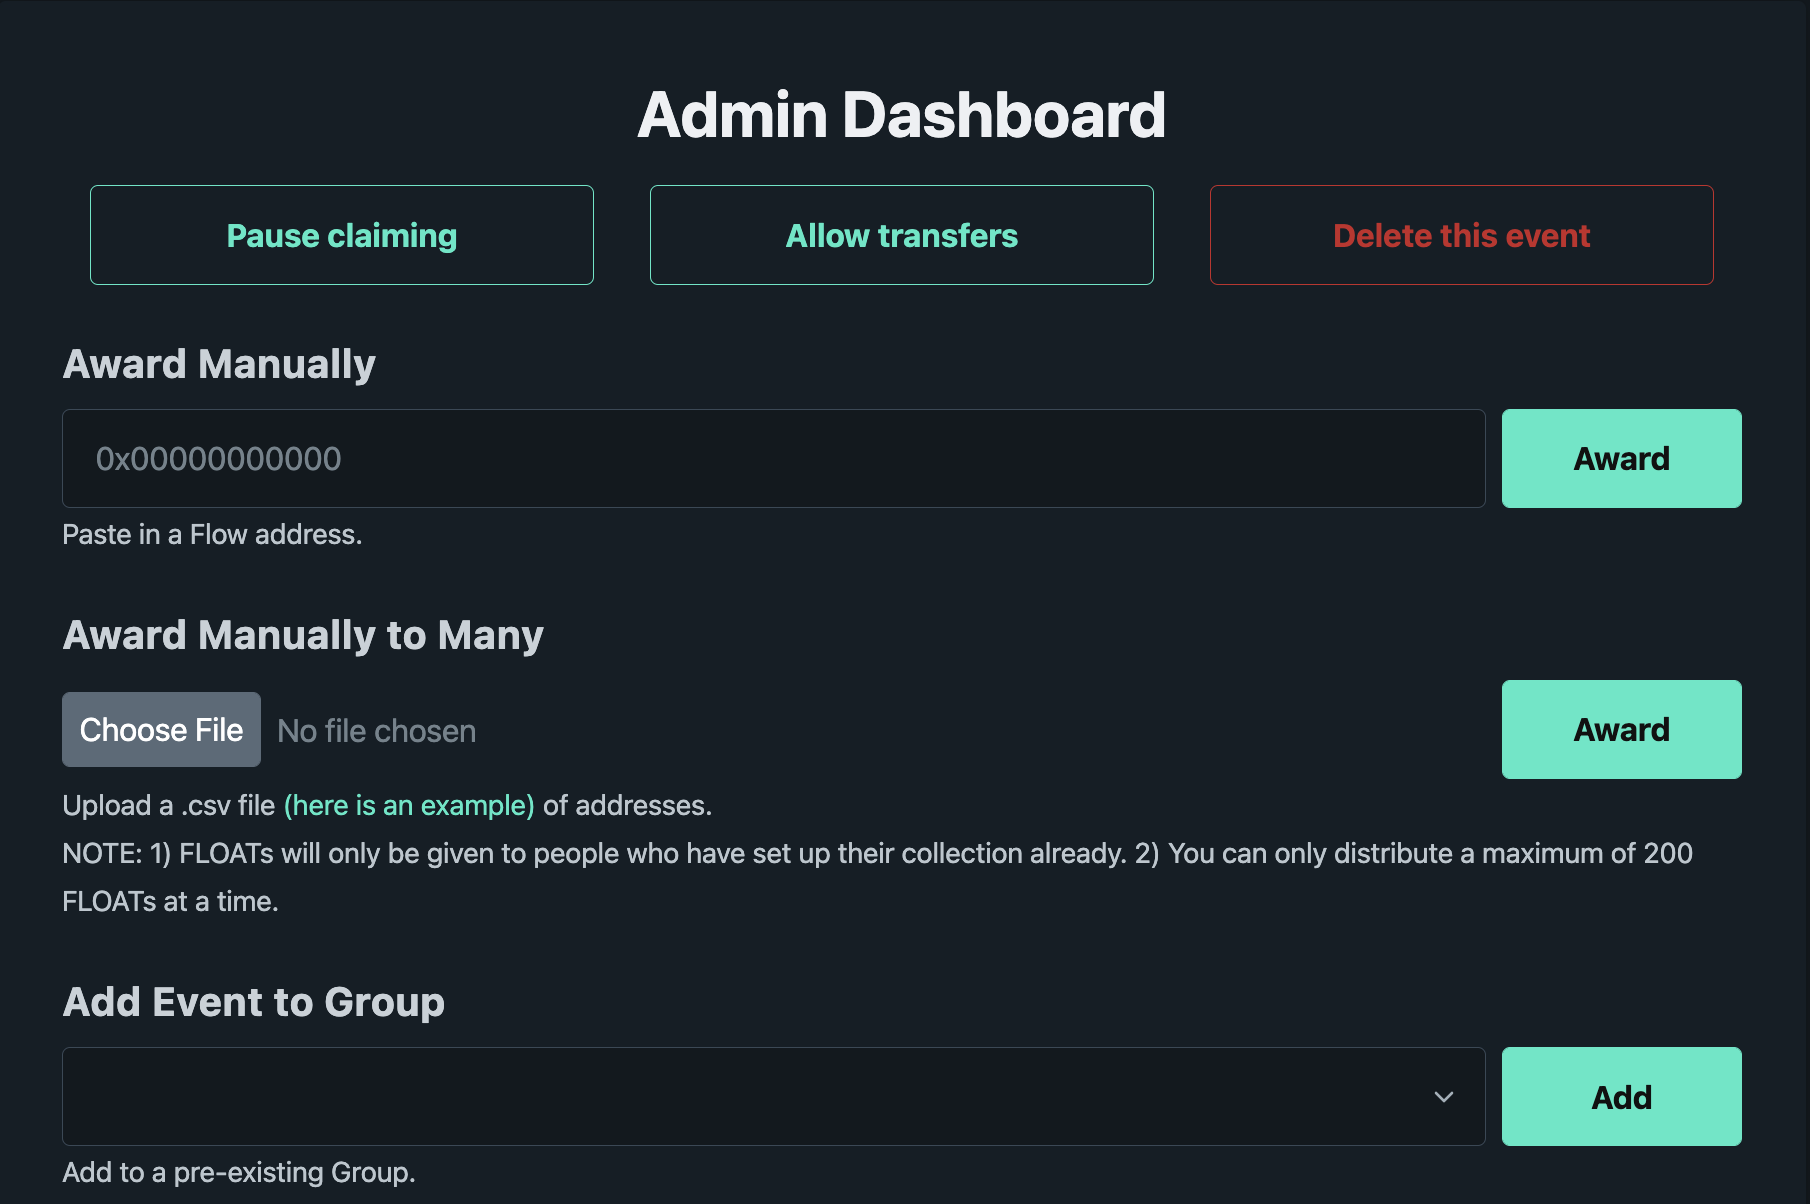 Admin Dashboard
Pause claiming
Allow transfers
Delete this event
Award Manually
0x00000000000
Award
Paste in a Flow address.
Award Manually to Many
Choose File
No file chosen
Award
Upload a .csv file (here is an example) of addresses.
NOTE: 1) FLOATs will only be given to people who have set up their collection already. 2) You can only distribute a maximum of 200
FLOATs at a time.
Add Event to Group
Add
Add to a pre-existing Group.